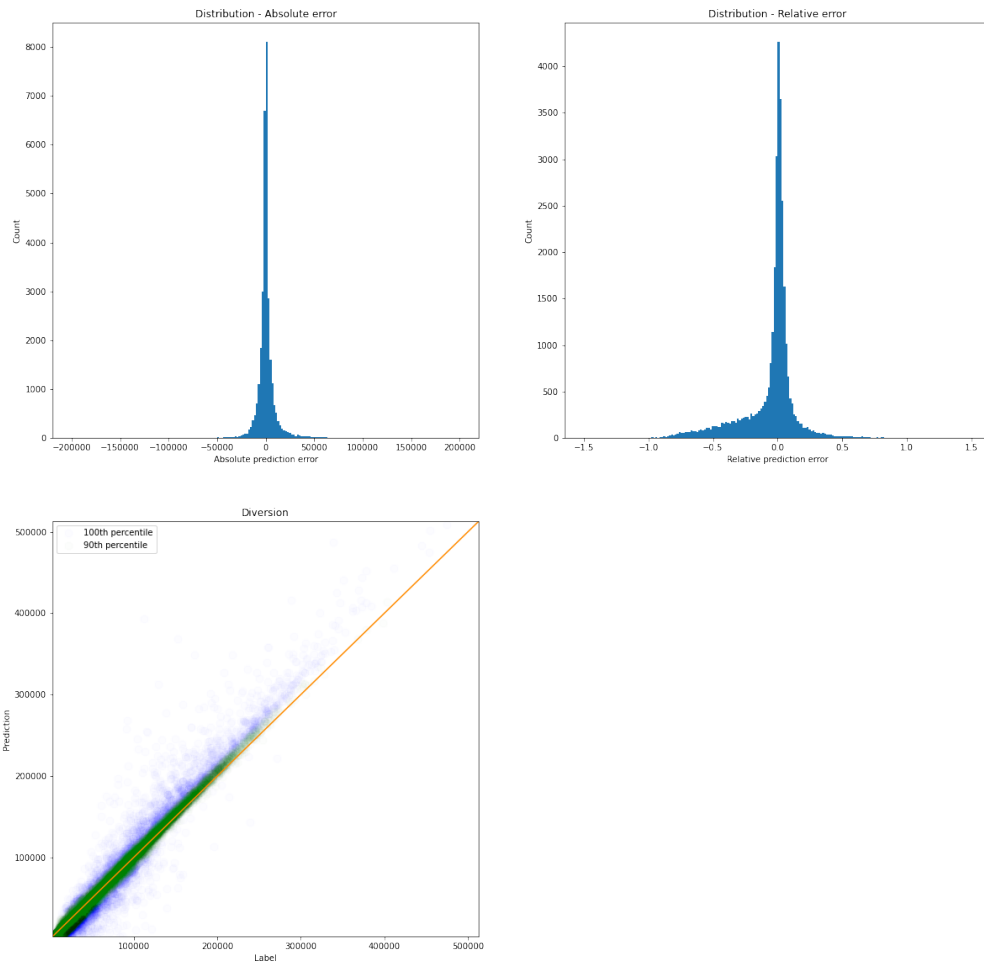 Distribution - Absolute error
8000
7000
6000
5000
4000
3000
2000
1000
0
Count
−200000 −150000 −100000 −50000 0 50000 100000 150000 200000
Absolute prediction error
Distribution - Relative error
4000
3500
3000
2500
2000
1500
1000
500
0
Count
−1.5 −1.0 −0.5 0.0 0.5 1.0 1.5
Relative prediction error
Diversion
100th percentile
90th percentile
500000
400000
300000
200000
100000
Prediction
100000 200000 300000 400000 500000
Label